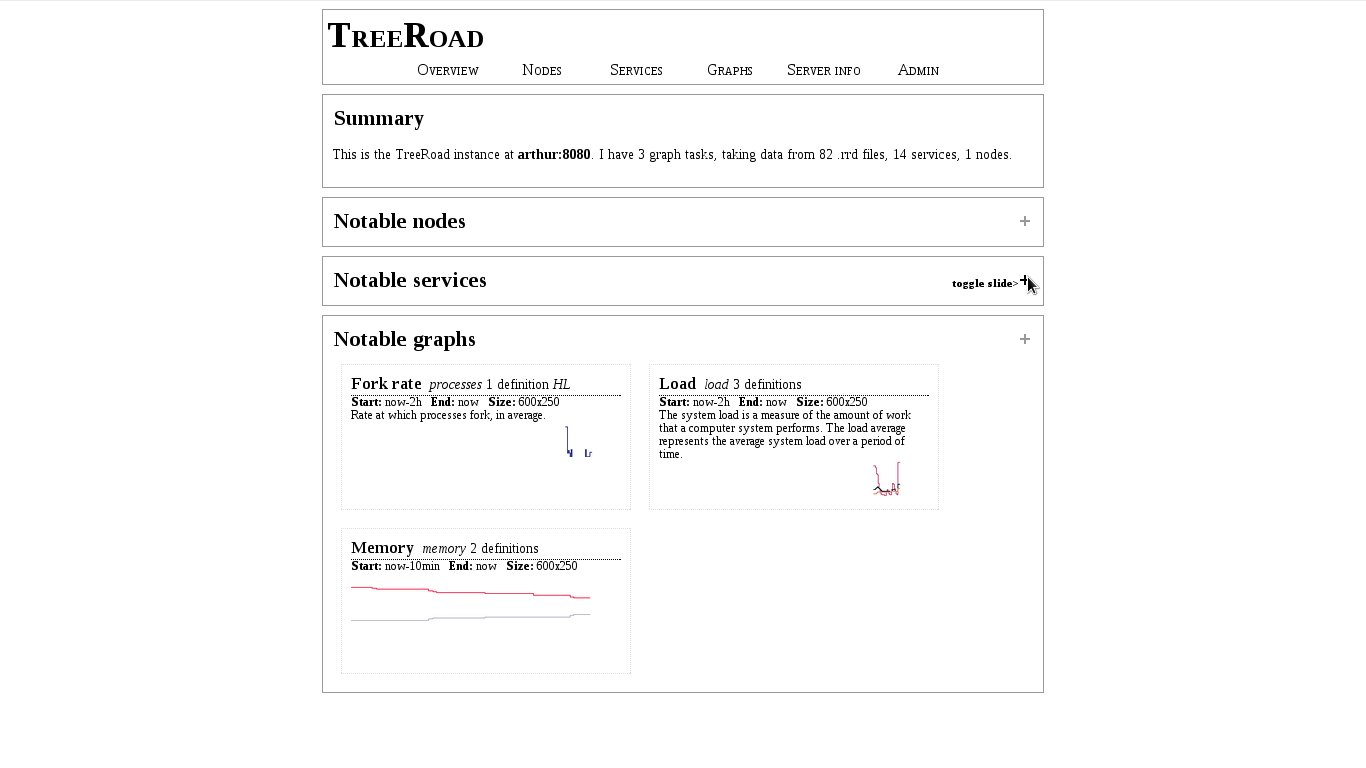 TreeRoad
Overview Nodes Services Graphs Server info Admin
Summary
This is the TreeRoad instance at arthur:8080. I have 3 graph tasks, taking data from 82 .rrd files, 14 services, 1 nodes.
Notable nodes +
Notable services toggle slide>+
Notable graphs +
Fork rate processes 1 definition HL
Start: now-2h End: now Size: 600x250
Rate at which processes fork, in average.
Load load 3 definitions
Start: now-2h End: now Size: 600x250
The system load is a measure of the amount of work
that a computer system performs. The load average
represents the average system load over a period of
time.
Memory memory 2 definitions
Start: now-10min End: now Size: 600x250